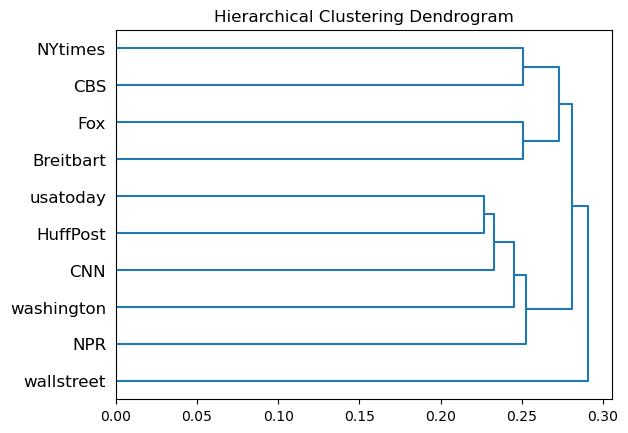 Hierarchical Clustering Dendrogram
NYtimes
CBS
Fox
Breitbart
usatoday
HuffPost
CNN
washington
NPR
wallstreet
0.00 0.05 0.10 0.15 0.20 0.25 0.30